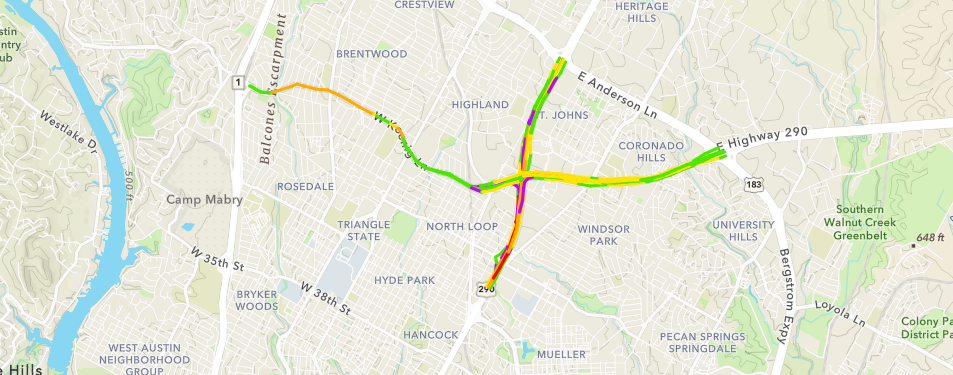 CRESTVIEW
HERITAGE
HILLS
BRENTWOOD
E Anderson Ln
1
Balcones Escarpment
HIGHLAND
ST. JOHNS
W Koenig Ln
Westlake Dr
E Highway 290
CORONADO
HILLS
500 ft
ROSEDALE
183
Camp Mabry
TRIANGLE
STATE
NORTH LOOP
WINDSOR
PARK
UNIVERSITY
HILLS
Southern
Walnut Creek
Greenbelt
648 ft
W 35th St
HYDE PARK
W 38th St
290
BRYKER
WOODS
Bergstrom Expy
Loyola Ln
HANCOCK
PECAN SPRINGS
SPRINGDALE
Colony Pa
District Pa
WEST AUSTIN
NEIGHBORHOOD
GROUP
MUELLER
e Hills
stin
ntry
ub